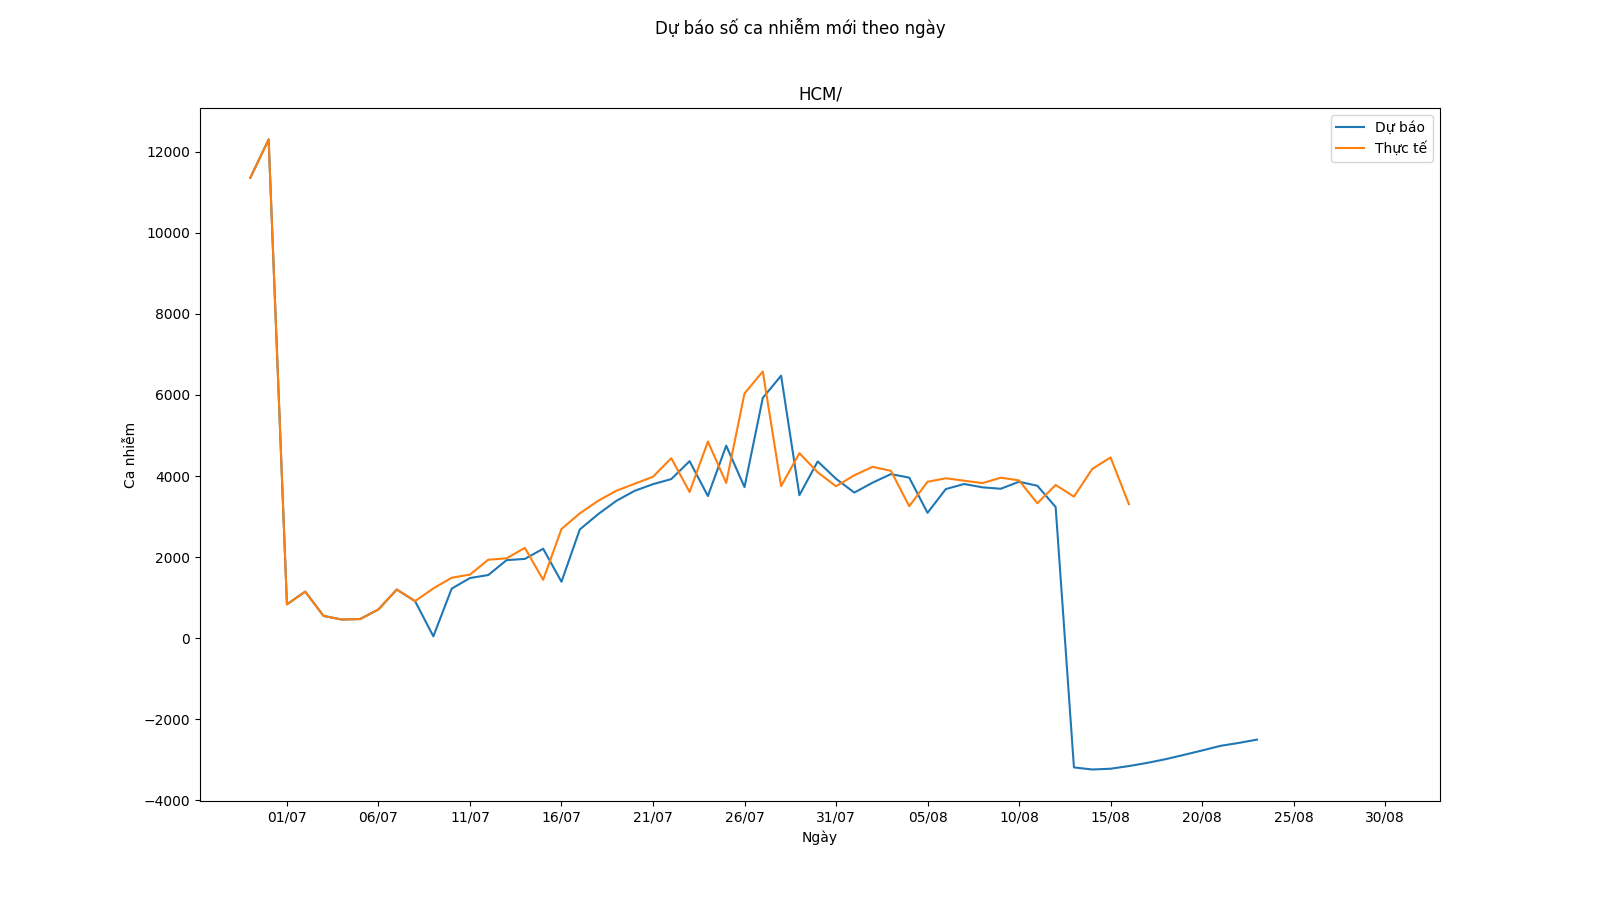 Dự báo số ca nhiễm mới theo ngày
HCM/
Dự báo
Thực tế
12000
10000
8000
6000
4000
2000
0
−2000
−4000
Ca nhiễm
01/07 06/07 11/07 16/07 21/07 26/07 31/07 05/08 10/08 15/08 20/08 25/08 30/08
Ngày